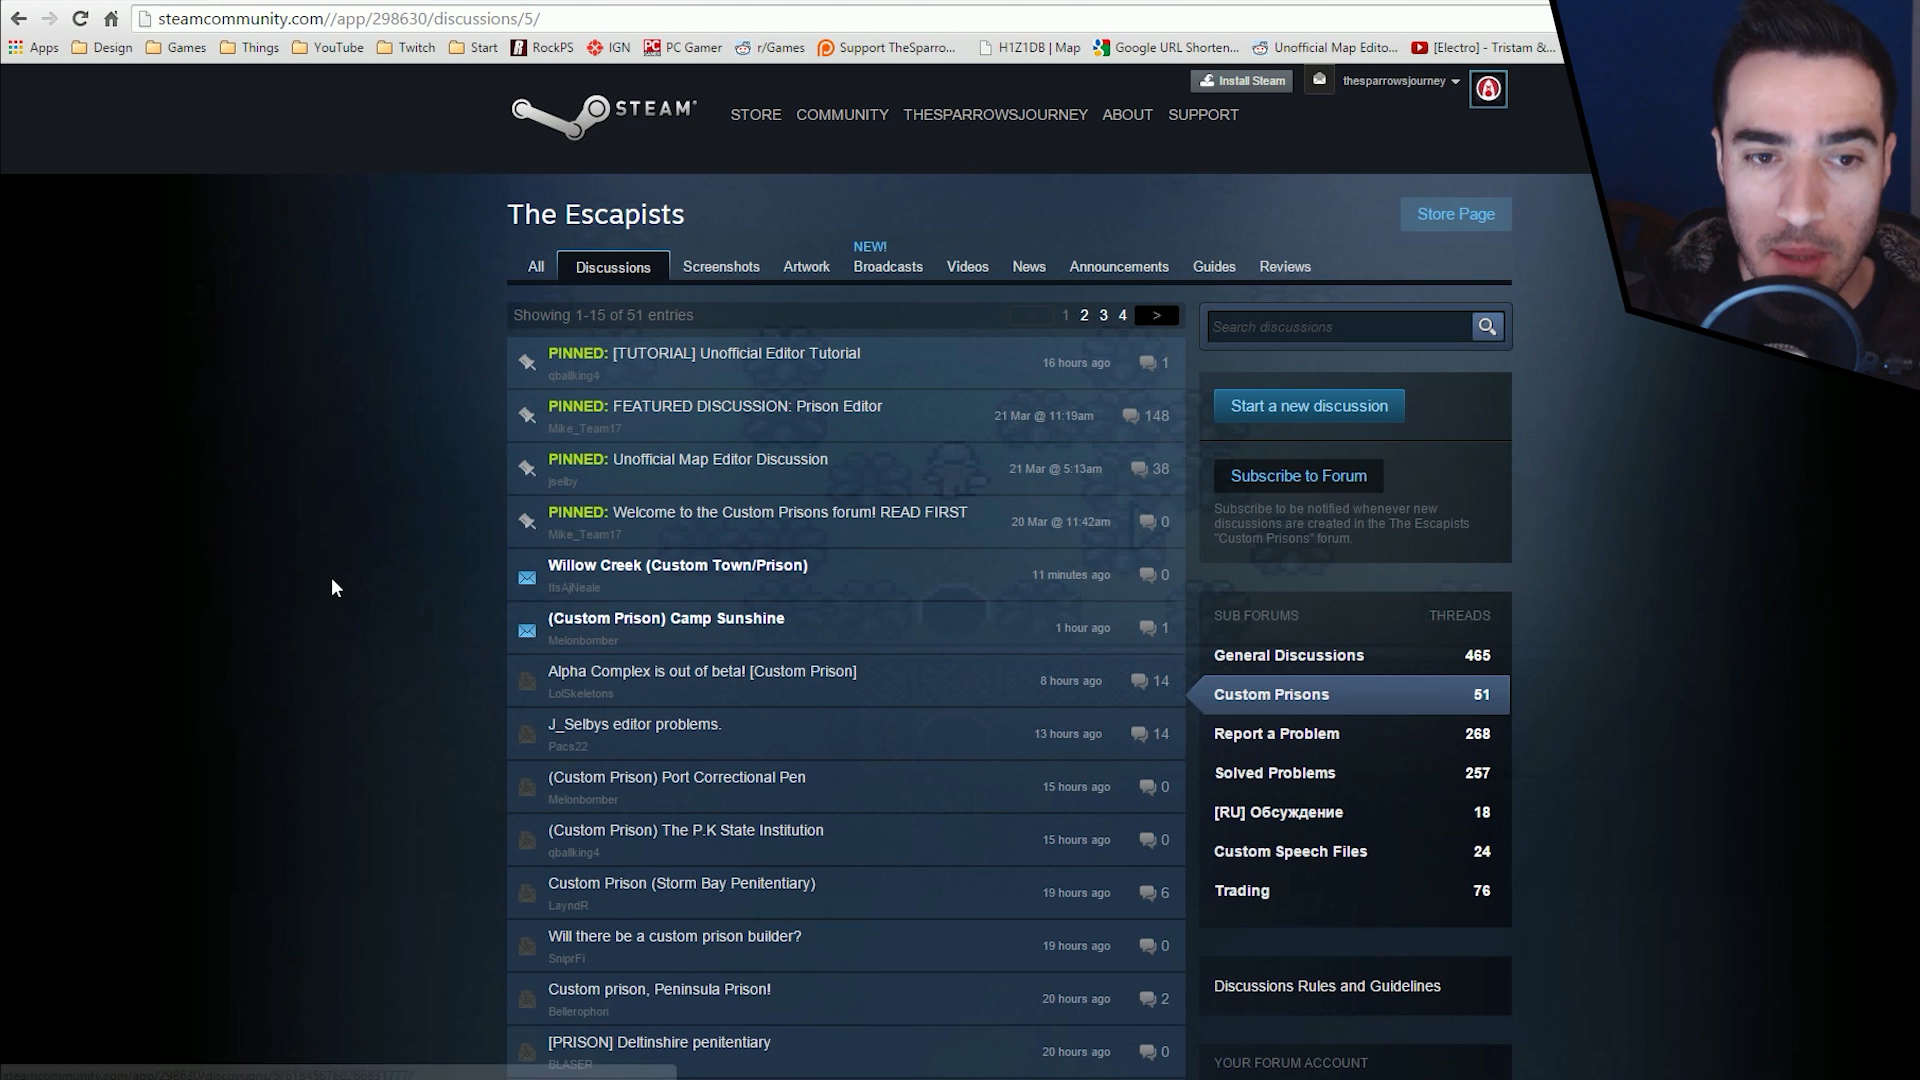 steamcommunity.com//app/298630/discussions/5/
Apps Design Games Things YouTube Twitch Start RockPS IGN PC Gamer r/Games Support TheSparro... H1Z1DB | Map Google URL Shorten... Unofficial Map Edito... [Electro] - Tristam &...
Install Steam thesparrowsjourney
STEAM STORE COMMUNITY THESPARROWSJOURNEY ABOUT SUPPORT
The Escapists
Store Page
NEW!
All Discussions Screenshots Artwork Broadcasts Videos News Announcements Guides Reviews
Showing 1-15 of 51 entries 1 2 3 4 >
PINNED: [TUTORIAL] Unofficial Editor Tutorial
qballking4
16 hours ago 1
PINNED: FEATURED DISCUSSION: Prison Editor
Mike_Team17
21 Mar @ 11:19am 148
PINNED: Unofficial Map Editor Discussion
jselby
21 Mar @ 5:13am 38
PINNED: Welcome to the Custom Prisons forum! READ FIRST
Mike_Team17
20 Mar @ 11:42am 0
Willow Creek (Custom Town/Prison)
ItsAjNeale
11 minutes ago 0
(Custom Prison) Camp Sunshine
Melonbomber
1 hour ago 1
Alpha Complex is out of beta! [Custom Prison]
LolSkeletons
8 hours ago 14
J_Selbys editor problems.
Pacs22
13 hours ago 14
(Custom Prison) Port Correctional Pen
Melonbomber
15 hours ago 0
(Custom Prison) The P.K State Institution
qballking4
15 hours ago 0
Custom Prison (Storm Bay Penitentiary)
LayndR
19 hours ago 6
Will there be a custom prison builder?
SniprFi
19 hours ago 0
Custom prison, Peninsula Prison!
Bellerophon
20 hours ago 2
[PRISON] Deltinshire penitentiary
BLASER
20 hours ago 0
Search discussions
Start a new discussion
Subscribe to Forum
Subscribe to be notified whenever new
discussions are created in the The Escapists
"Custom Prisons" forum.
SUB FORUMS THREADS
General Discussions 465
Custom Prisons 51
Report a Problem 268
Solved Problems 257
[RU] Обсуждение 18
Custom Speech Files 24
Trading 76
Discussions Rules and Guidelines
YOUR FORUM ACCOUNT